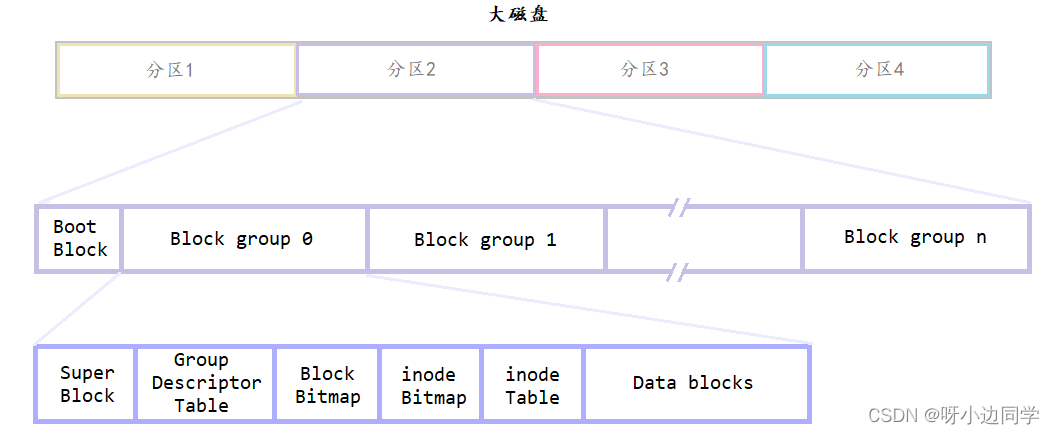 大磁盘
分区1
分区2
分区3
分区4
Boot
Block
Block group 0
Block group 1
Block group n
Super
Block
Group
Descriptor
Table
Block
Bitmap
inode
Bitmap
inode
Table
Data blocks
CSDN @呀小边同学